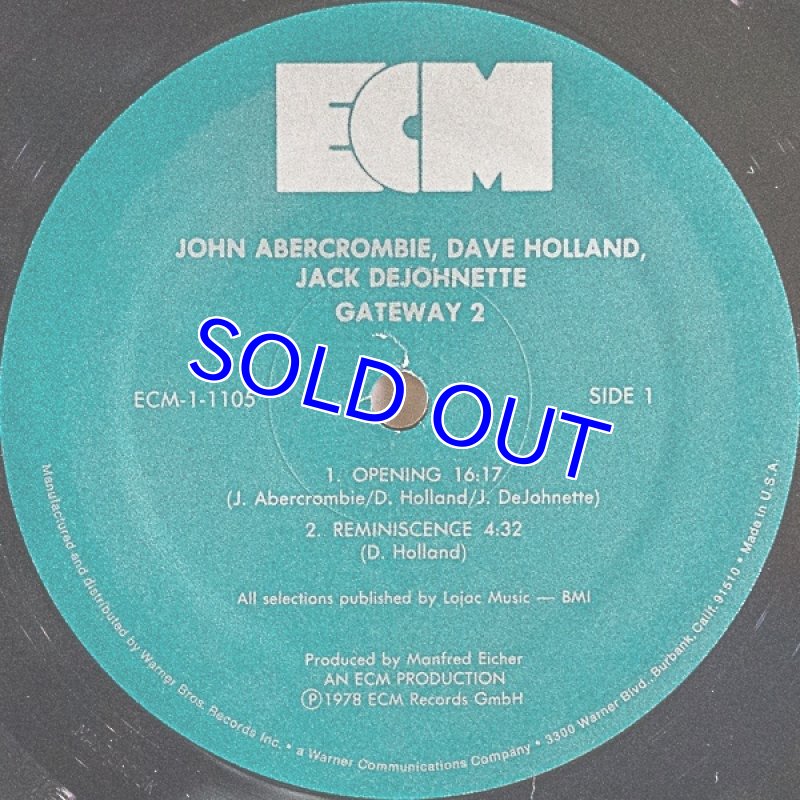 ECM
JOHN ABERCROMBIE, DAVE HOLLAND,
JACK DEJOHNETTE
GATEWAY 2
SOLD OUT
ECM-1-1105
SIDE 1
1. OPENING 16:17
(J. Abercrombie/D. Holland/J. DeJohnette)
2. REMINISCENCE 4:32
(D. Holland)
All selections published by Lojac Music — BMI
Produced by Manfred Eicher
AN ECM PRODUCTION
Ⓟ1978 ECM Records GmbH
Manufactured and distributed by Warner Bros. Records Inc. • a Warner Communications Company • 3300 Warner Blvd., Burbank, Calif. 91510 • Made in U.S.A.